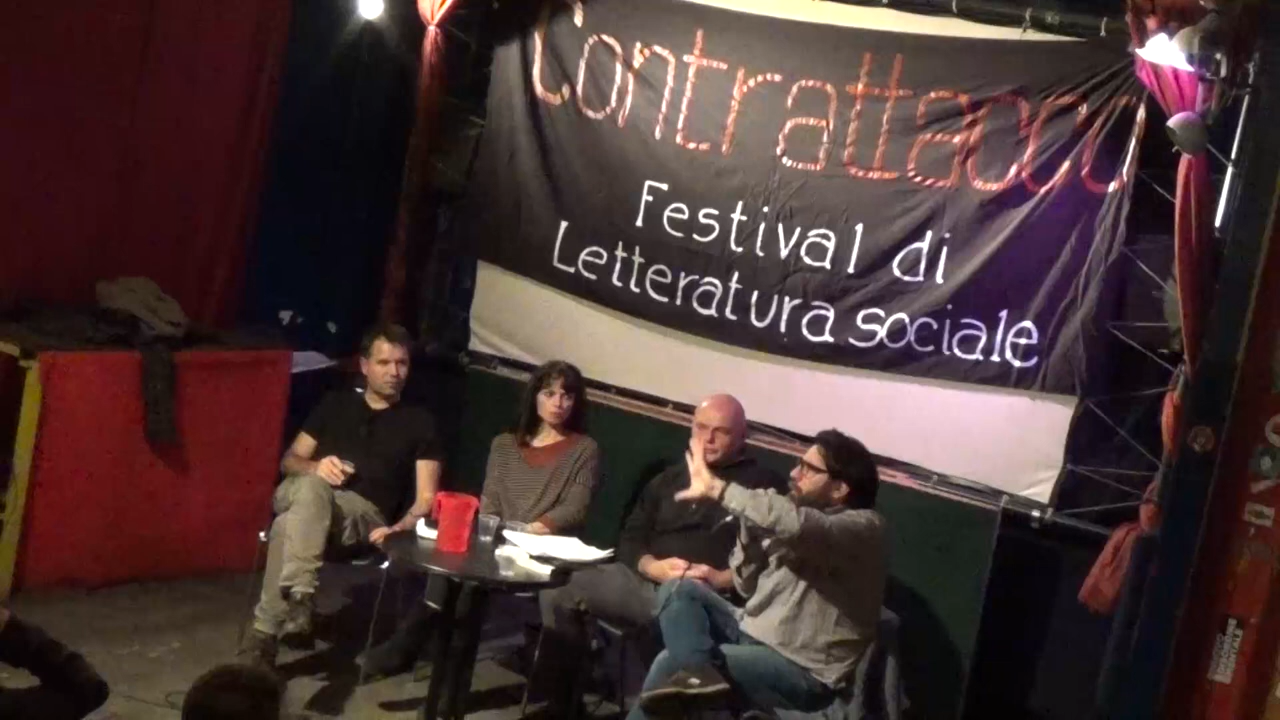 Contrattacco
Festival di
Letteratura sociale